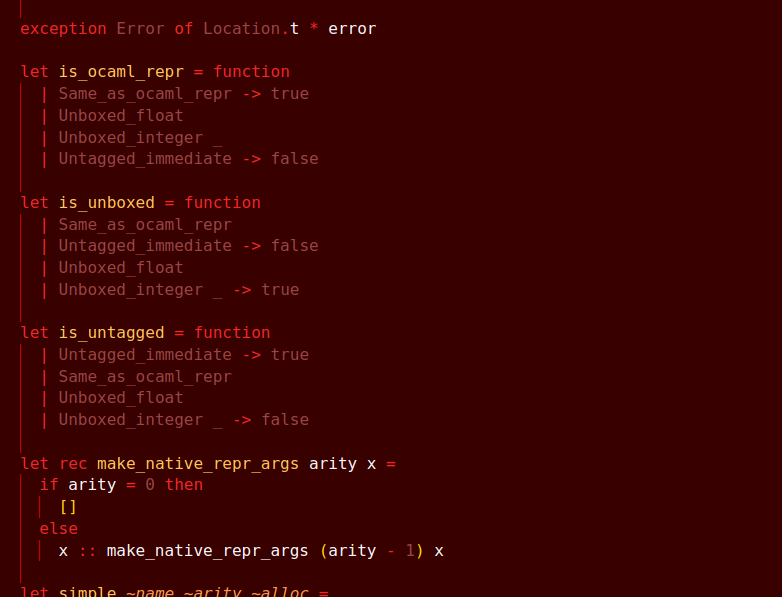 exception Error of Location.t * error
let is_ocaml_repr = function
| Same_as_ocaml_repr -> true
| Unboxed_float
| Unboxed_integer _
| Untagged_immediate -> false
let is_unboxed = function
| Same_as_ocaml_repr
| Untagged_immediate -> false
| Unboxed_float
| Unboxed_integer _ -> true
let is_untagged = function
| Untagged_immediate -> true
| Same_as_ocaml_repr
| Unboxed_float
| Unboxed_integer _ -> false
let rec make_native_repr_args arity x =
if arity = 0 then
[]
else
x :: make_native_repr_args (arity - 1) x
let simple ~name ~arity ~alloc =